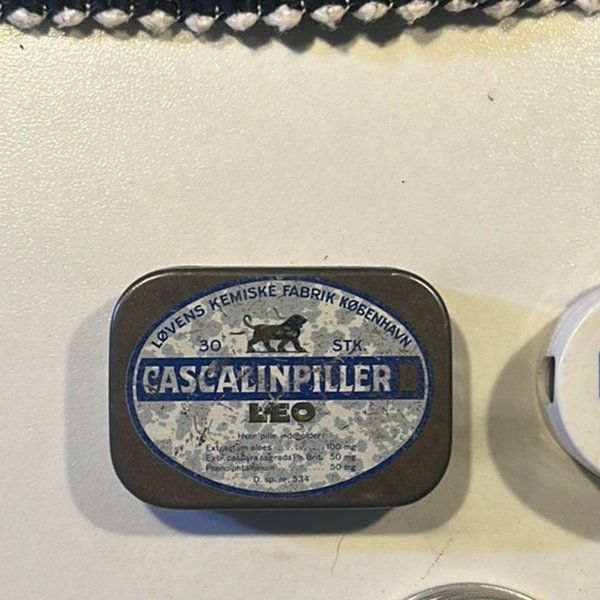 LØVENS KEMISKE FABRIK KØBENHAVN
30 STK.
CASCALINPILLER B
LEO
Hver pille indeholder:
Extractum aloes .......... 100 mg
Extr. cascara sagrada Ph. Brit. 50 mg
Phenolphtalbinum ....... 50 mg
D. sp. nr. 534